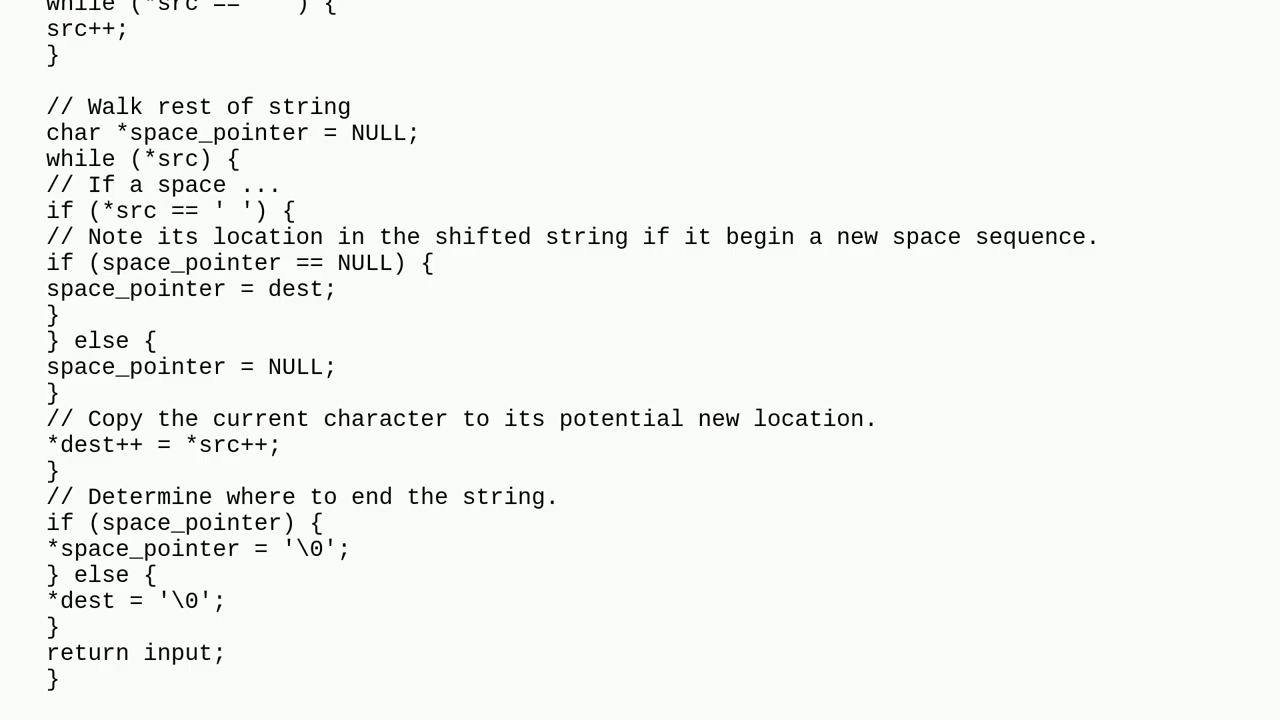 while (*src == ' ') {
src++;
}

// Walk rest of string
char *space_pointer = NULL;
while (*src) {
// If a space ...
if (*src == ' ') {
// Note its location in the shifted string if it begin a new space sequence.
if (space_pointer == NULL) {
space_pointer = dest;
}
} else {
space_pointer = NULL;
}
// Copy the current character to its potential new location.
*dest++ = *src++;
}
// Determine where to end the string.
if (space_pointer) {
*space_pointer = '\0';
} else {
*dest = '\0';
}
return input;
}